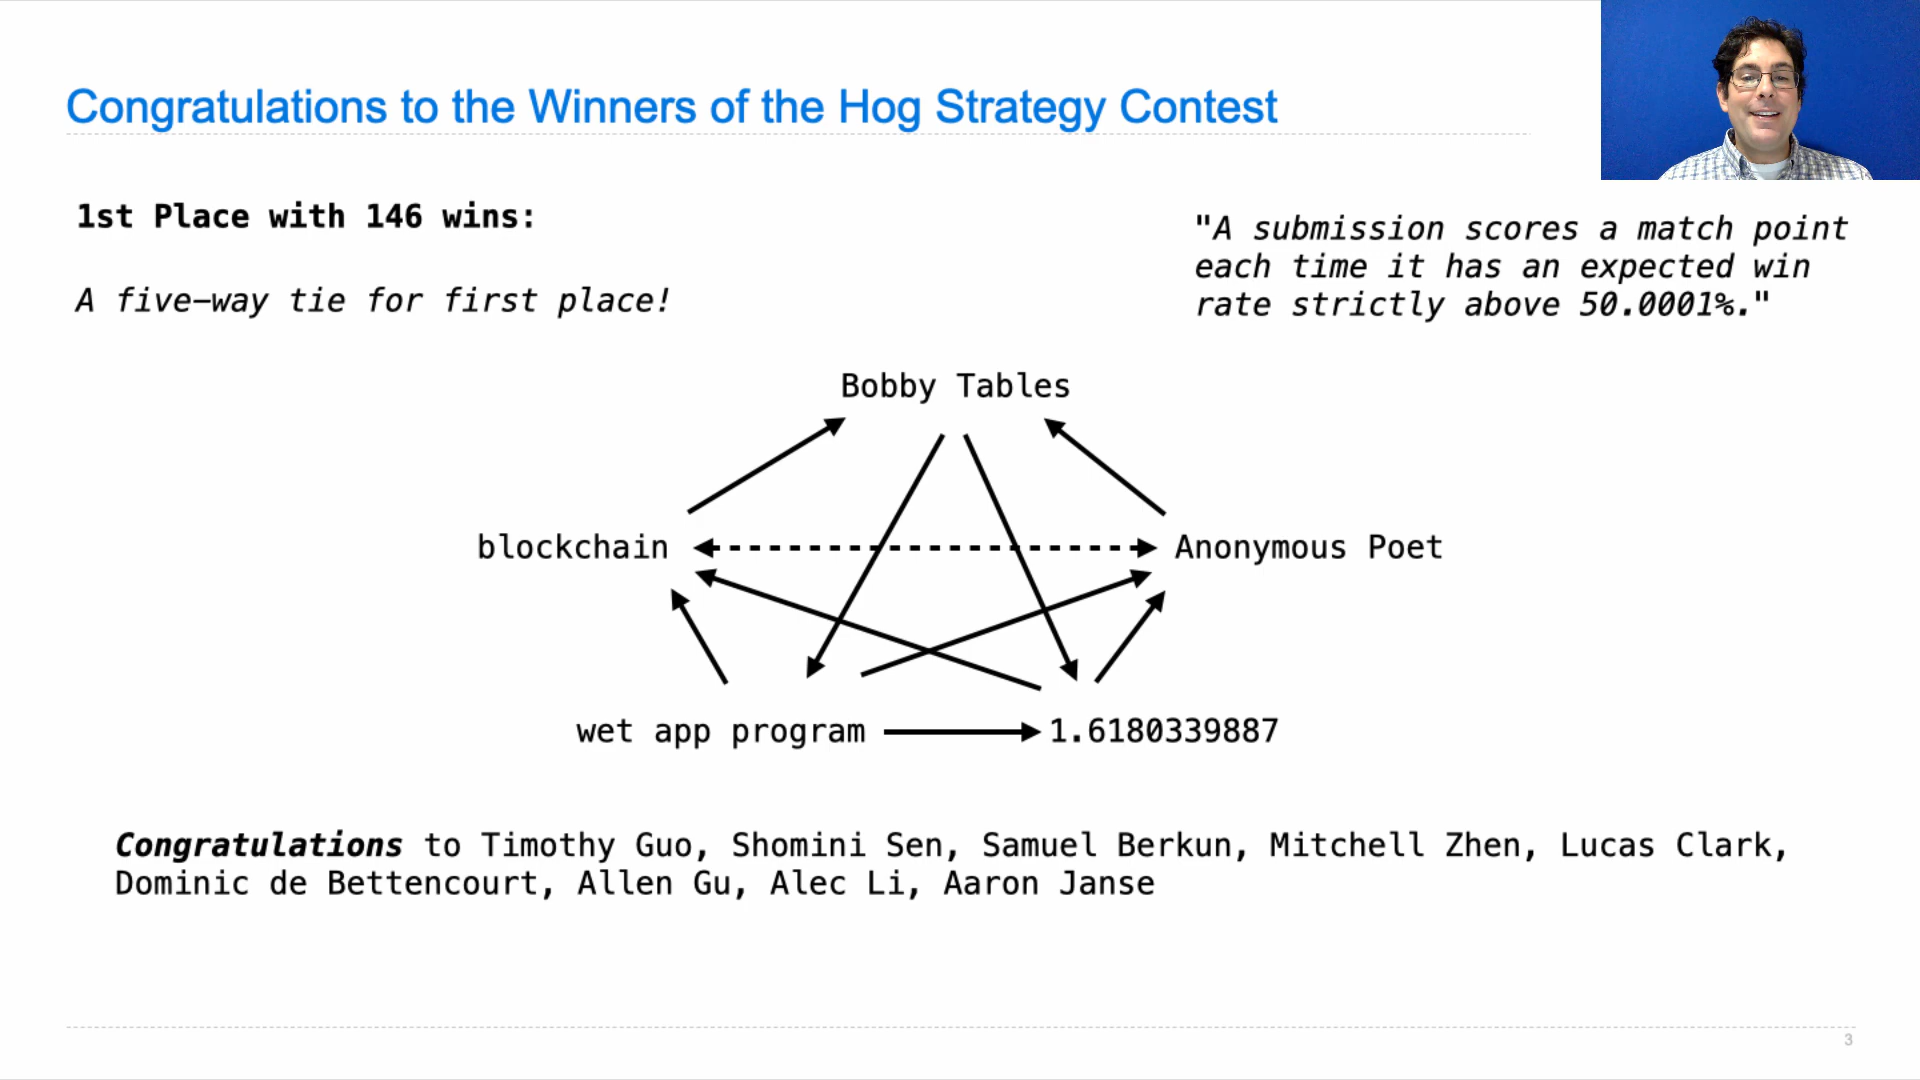 Congratulations to the Winners of the Hog Strategy Contest
1st Place with 146 wins:
A five-way tie for first place!
"A submission scores a match point
each time it has an expected win
rate strictly above 50.0001%."
Bobby Tables
blockchain
Anonymous Poet
wet app program
1.6180339887
Congratulations to Timothy Guo, Shomini Sen, Samuel Berkun, Mitchell Zhen, Lucas Clark,
Dominic de Bettencourt, Allen Gu, Alec Li, Aaron Janse
3